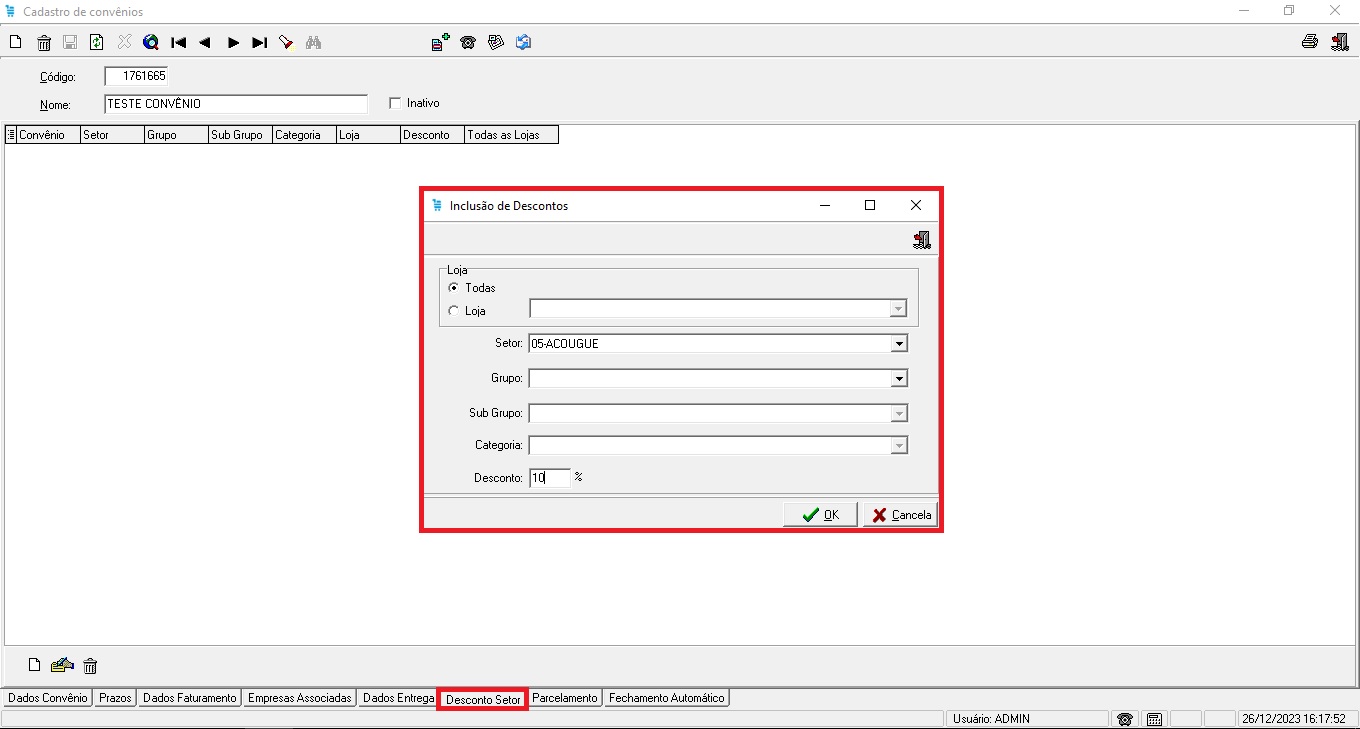 Cadastro de convênios
Código: 1761665
Nome: TESTE CONVÊNIO Inativo
Convênio Setor Grupo Sub Grupo Categoria Loja Desconto Todas as Lojas
Inclusão de Descontos
Loja
Todas
Loja
Setor: 05-ACOUGUE
Grupo:
Sub Grupo:
Categoria:
Desconto: 10 %
OK Cancela
Dados Convênio Prazos Dados Faturamento Empresas Associadas Dados Entrega Desconto Setor Parcelamento Fechamento Automático
Usuário: ADMIN 26/12/2023 16:17:52